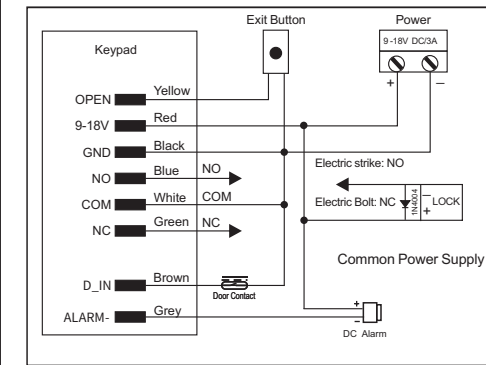 Exit Button
Power
9-18V DC/3A
Keypad
+
−
OPEN
Yellow
9-18V
Red
GND
Black
NO
Blue
NO
COM
White
COM
NC
Green
NC
Electric strike: NO
Electric Bolt: NC
1N4004
−
+
LOCK
Common Power Supply
D_IN
Brown
Door Contact
ALARM-
Grey
+
−
DC Alarm